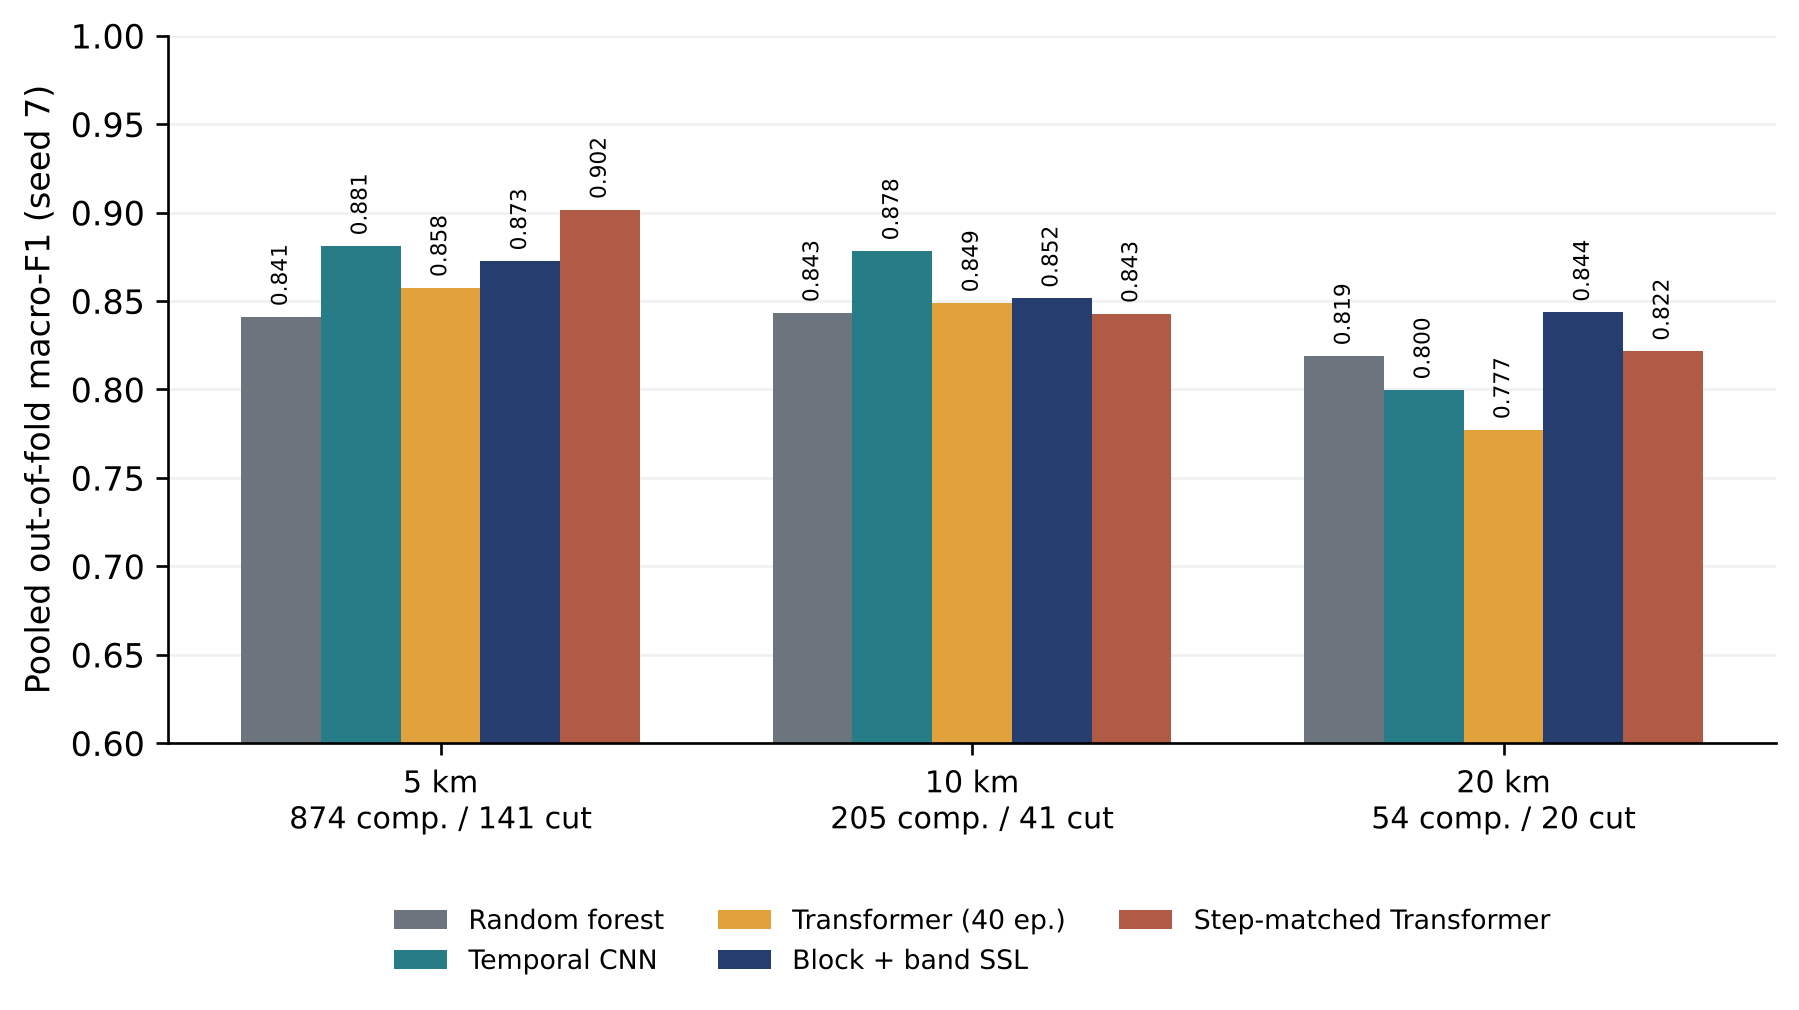 Pooled out-of-fold macro-F1 (seed 7)
1.00
0.95
0.90
0.85
0.80
0.75
0.70
0.65
0.60
0.841
0.881
0.858
0.873
0.902
0.843
0.878
0.849
0.852
0.843
0.819
0.800
0.777
0.844
0.822
5 km
874 comp. / 141 cut
10 km
205 comp. / 41 cut
20 km
54 comp. / 20 cut
Random forest
Temporal CNN
Transformer (40 ep.)
Block + band SSL
Step-matched Transformer